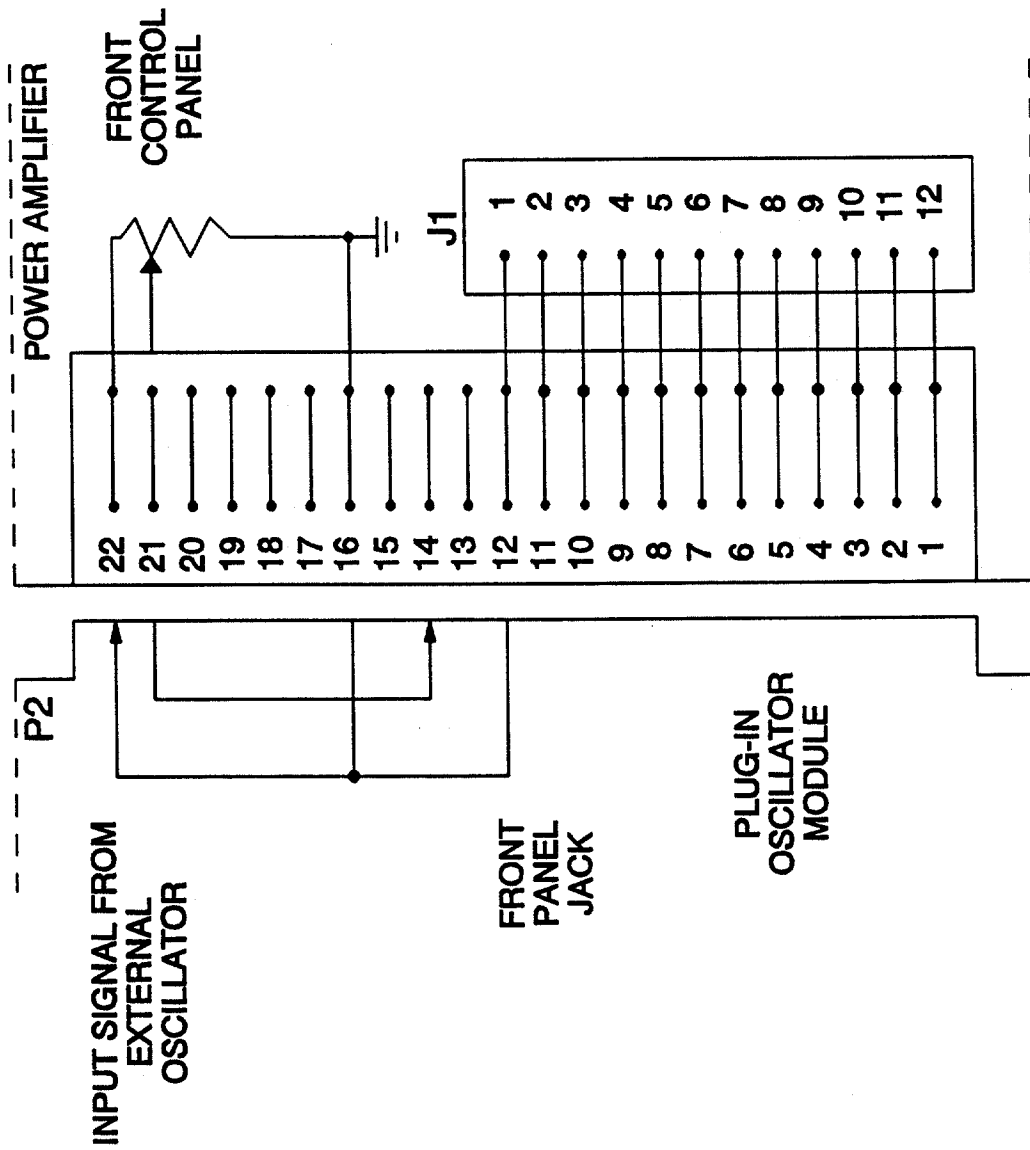 POWER AMPLIFIER
FRONT
CONTROL
PANEL
J1
1
2
3
4
5
6
7
8
9
10
11
12
22
21
20
19
18
17
16
15
14
13
12
11
10
9
8
7
6
5
4
3
2
1
P2
INPUT SIGNAL FROM
EXTERNAL
OSCILLATOR
FRONT
PANEL
JACK
PLUG-IN
OSCILLATOR
MODULE